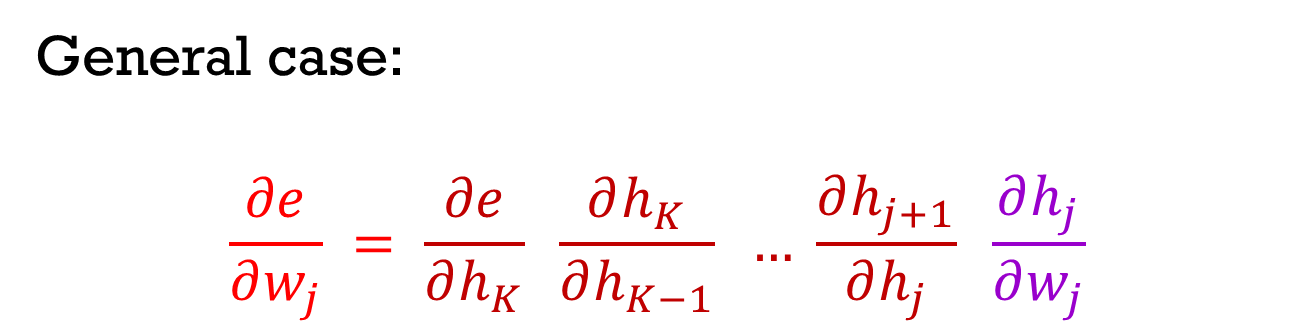 General case:
∂e/∂w_j = ∂e/∂h_K ∂h_K/∂h_{K−1} … ∂h_{j+1}/∂h_j ∂h_j/∂w_j